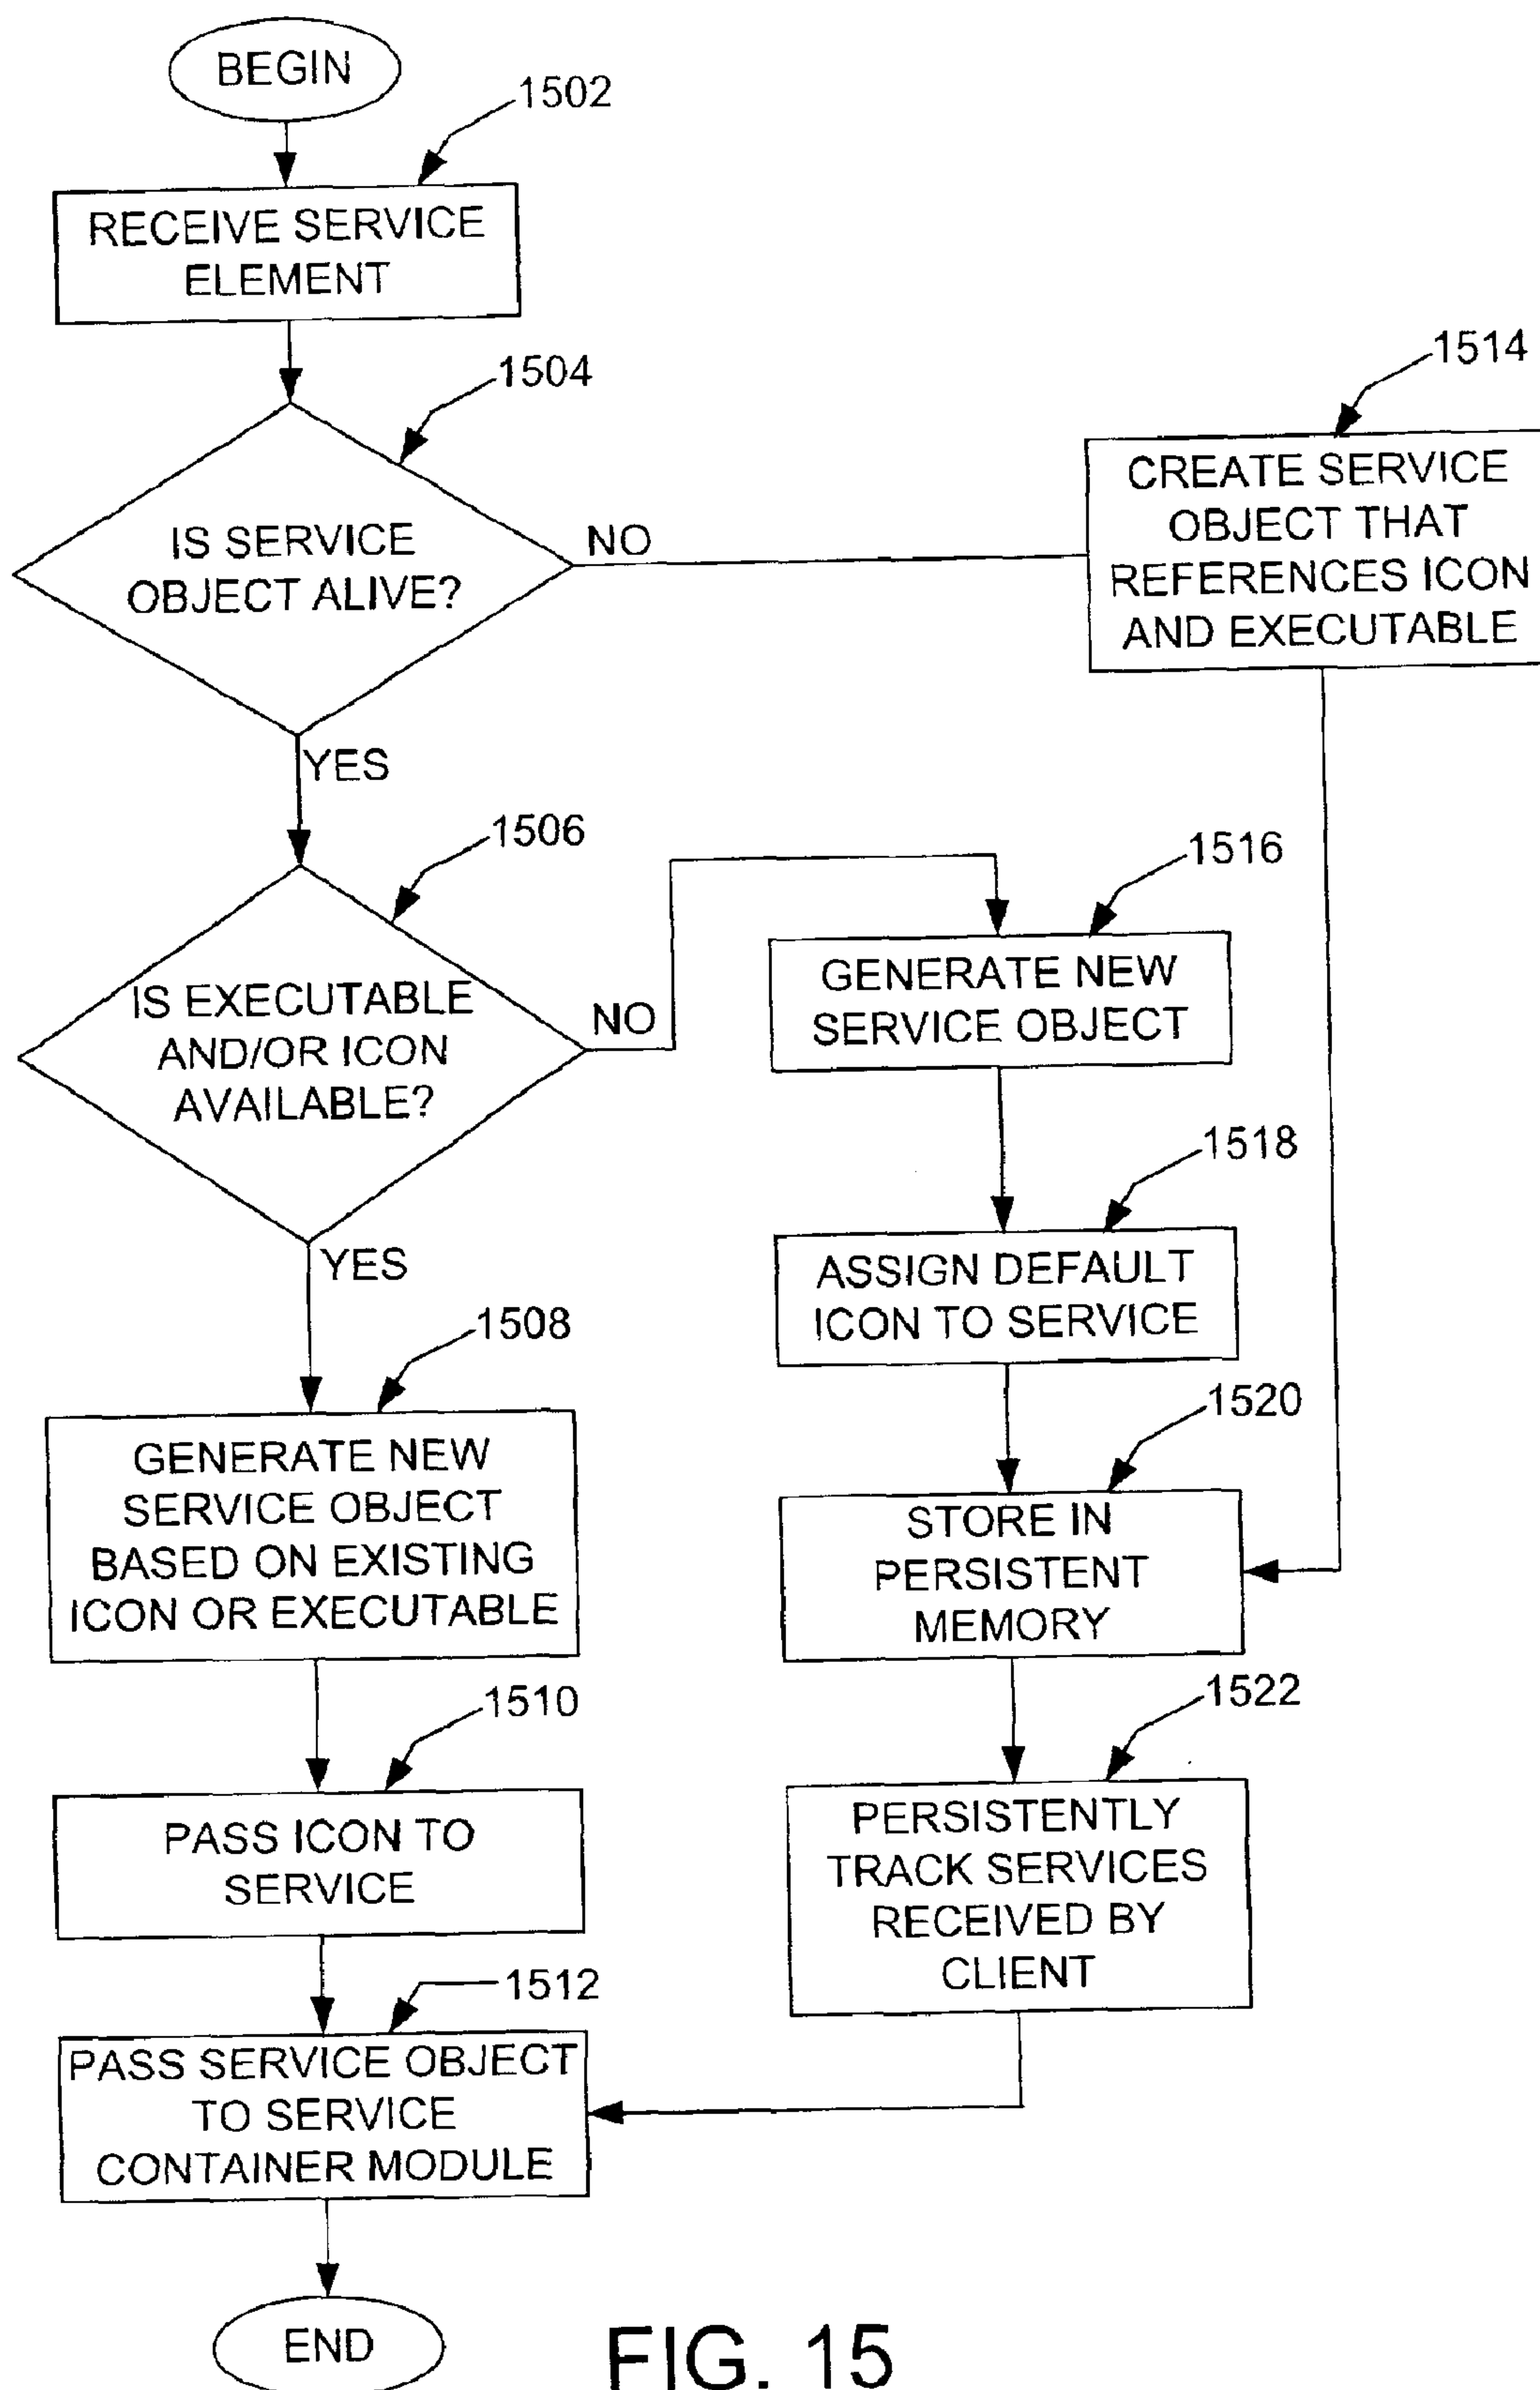 BEGIN
1502
RECEIVE SERVICE
ELEMENT
1504
IS SERVICE
OBJECT ALIVE?
NO
1514
CREATE SERVICE
OBJECT THAT
REFERENCES ICON
AND EXECUTABLE
YES
1506
IS EXECUTABLE
AND/OR ICON
AVAILABLE?
NO
1516
GENERATE NEW
SERVICE OBJECT
1518
ASSIGN DEFAULT
ICON TO SERVICE
YES
1508
GENERATE NEW
SERVICE OBJECT
BASED ON EXISTING
ICON OR EXECUTABLE
1520
STORE IN
PERSISTENT
MEMORY
1510
PASS ICON TO
SERVICE
1522
PERSISTENTLY
TRACK SERVICES
RECEIVED BY
CLIENT
1512
PASS SERVICE OBJECT
TO SERVICE
CONTAINER MODULE
END
FIG. 15